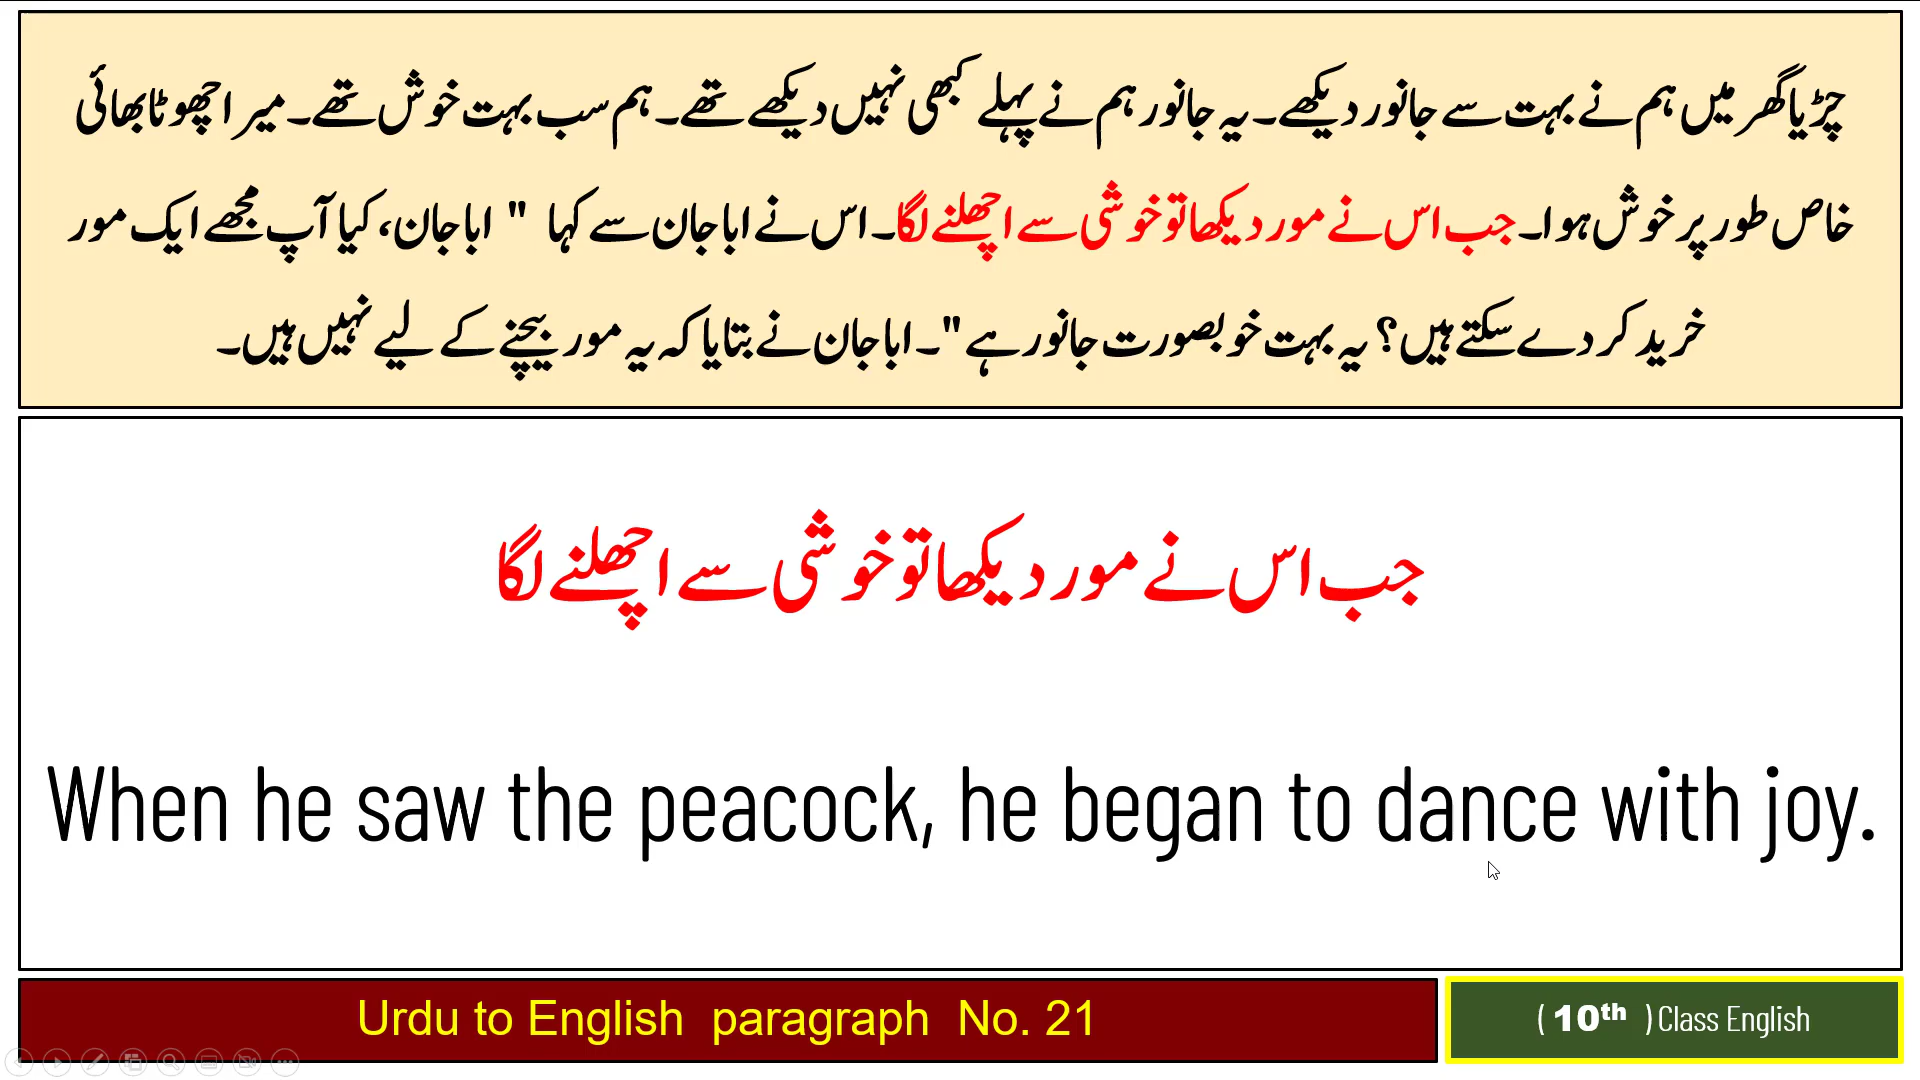 چڑیا گھر میں ہم نے بہت سے جانور دیکھے۔ یہ جانور ہم نے پہلے کبھی نہیں دیکھے تھے۔ ہم سب بہت خوش تھے۔ میرا چھوٹا بھائی
خاص طور پر خوش ہوا۔ جب اس نے مور دیکھا تو خوشی سے اچھلنے لگا۔ اس نے ابا جان سے کہا " ابا جان، کیا آپ مجھے ایک مور
خرید کر دے سکتے ہیں؟ یہ بہت خوبصورت جانور ہے"۔ ابا جان نے بتایا کہ یہ مور بیچنے کے لیے نہیں ہیں۔
جب اس نے مور دیکھا تو خوشی سے اچھلنے لگا
When he saw the peacock, he began to dance with joy.
Urdu to English paragraph No. 21
( 10th ) Class English